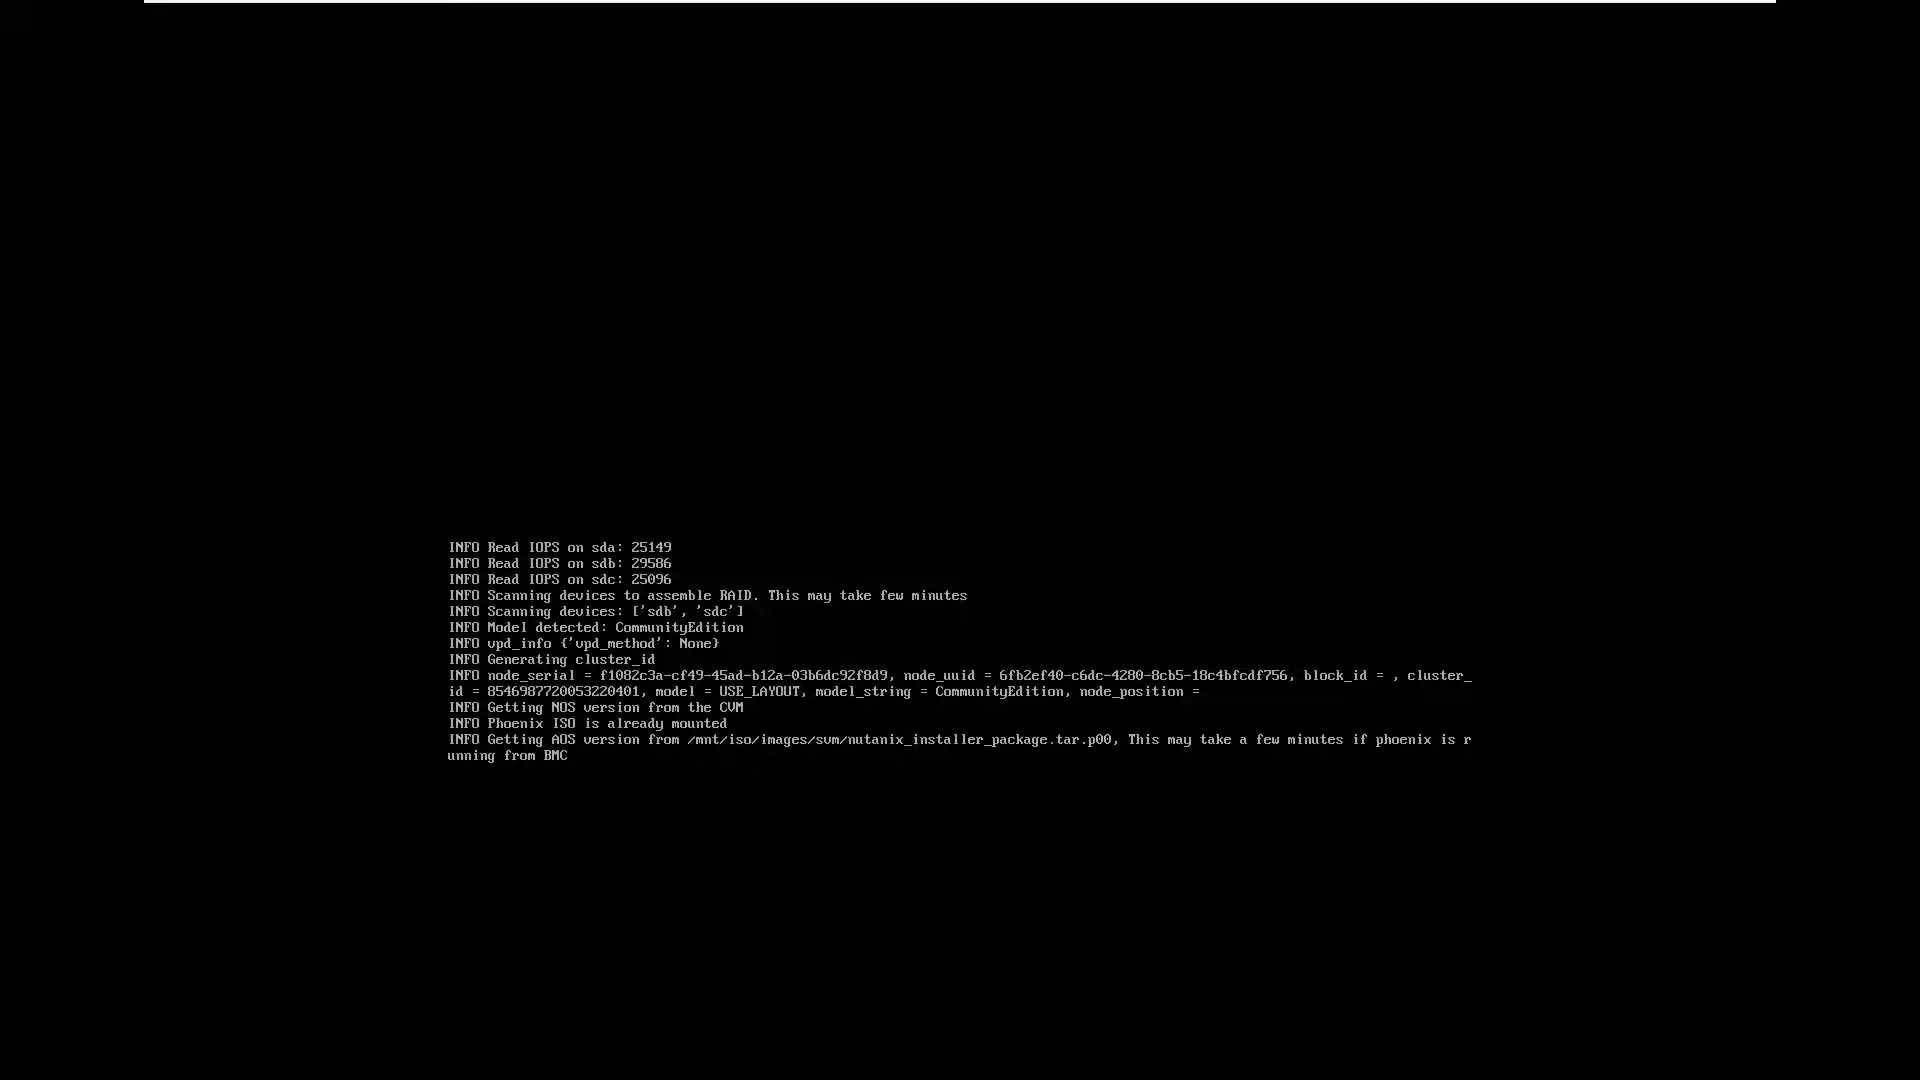 INFO Read IOPS on sda: 25149
INFO Read IOPS on sdb: 29586
INFO Read IOPS on sdc: 25096
INFO Scanning devices to assemble RAID. This may take few minutes
INFO Scanning devices: ['sdb', 'sdc']
INFO Model detected: CommunityEdition
INFO vpd_info {'vpd_method': None}
INFO Generating cluster_id
INFO node_serial = f1082c3a-cf49-45ad-b12a-03b6dc92f8d9, node_uuid = 6fb2ef40-c6dc-4280-8cb5-18c4bfcdf756, block_id = , cluster_
id = 8546987720053220401, model = USE_LAYOUT, model_string = CommunityEdition, node_position =
INFO Getting NOS version from the CVM
INFO Phoenix ISO is already mounted
INFO Getting AOS version from /mnt/iso/images/svm/nutanix_installer_package.tar.p00, This may take a few minutes if phoenix is r
unning from BMC